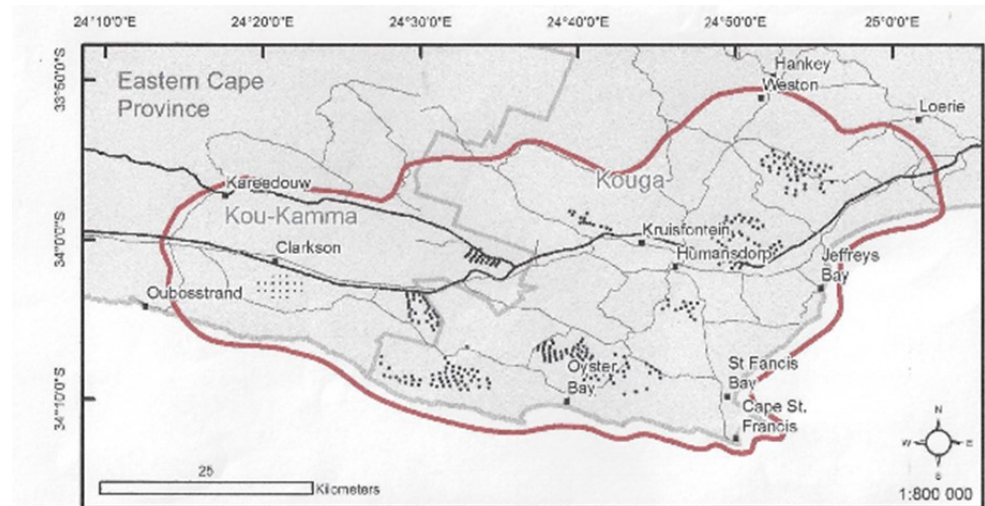 24°10'0"E
24°20'0"E
24°30'0"E
24°40'0"E
24°50'0"E
25°0'0"E
33°50'0"S
34°0'0"S
34°10'0"S
Eastern Cape
Province
Hankey
Weston
Loerie
Kareedouw
Kouga
Kou-Kamma
Kruisfontein
Clarkson
Humansdorp
Jeffreys
Bay
Oubosstrand
Oyster
Bay
St Fancis
Bay
Cape St.
Francis
N
W
E
S
25
Kilometers
1:800 000